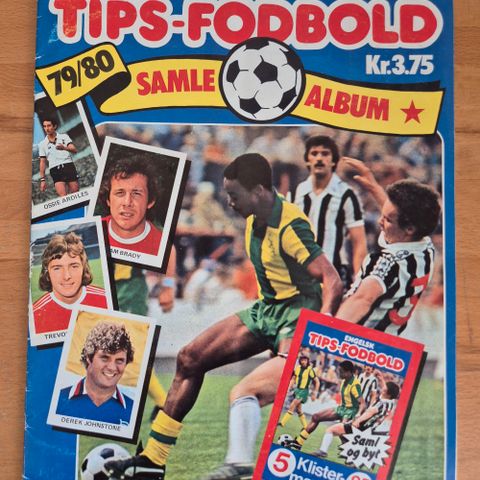 TIPS-FODBOLD
Kr.3.75
79/80
SAMLE
ALBUM
OSSIE ARDILES
BRADY
TREVO
DEREK JOHNSTONE
ENGELSK
TIPS-FODBOLD
Saml
og byt!
5
Klister-